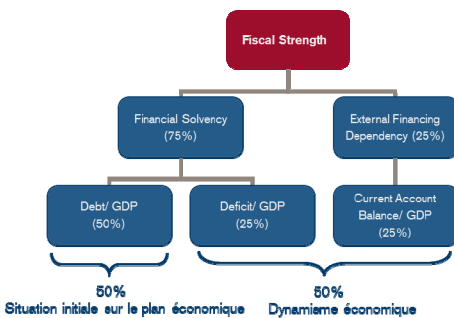 Fiscal Strength
Financial Solvency
(75%)
External Financing
Dependency (25%)
Debt/ GDP
(50%)
Deficit/ GDP
(25%)
Current Account
Balance/ GDP
(25%)
50%
Situation initiale sur le plan économique
50%
Dynamisme économique